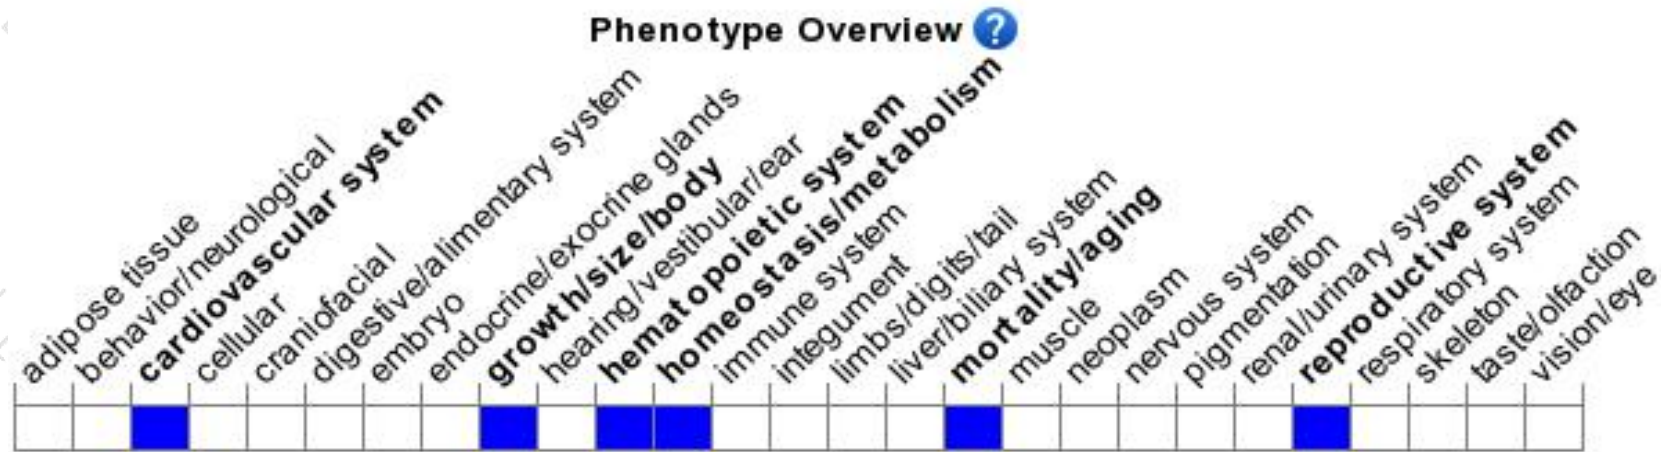 Phenotype Overview ?
adipose tissue
behavior/neurological
cardiovascular system
cellular
craniofacial
digestive/alimentary system
embryo
endocrine/exocrine glands
growth/size/body
hearing/vestibular/ear
hematopoietic system
homeostasis/metabolism
immune system
integument
limbs/digits/tail
liver/biliary system
mortality/aging
muscle
neoplasm
nervous system
pigmentation
renal/urinary system
reproductive system
respiratory system
skeleton
taste/olfaction
vision/eye